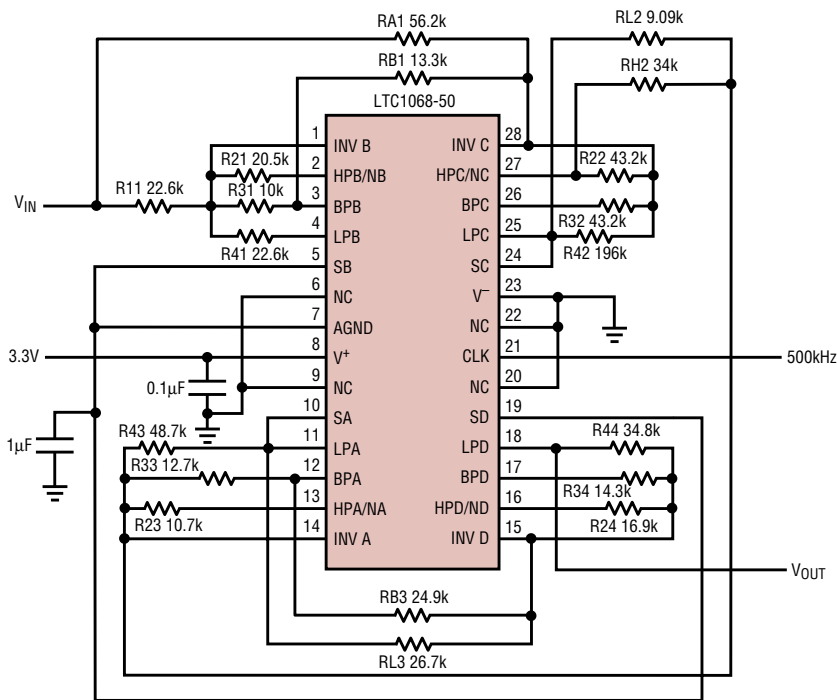 RA1 56.2k
RL2 9.09k
RB1 13.3k
RH2 34k
LTC1068-50
1 INV B
INV C 28
R21 20.5k
2 HPB/NB
HPC/NC 27
R22 43.2k
R11 22.6k
R31 10k
VIN
3 BPB
BPC 26
R32 43.2k
4 LPB
LPC 25
R41 22.6k
R42 196k
5 SB
SC 24
6 NC
V– 23
7 AGND
NC 22
3.3V
8 V+
CLK 21
500kHz
0.1µF
9 NC
NC 20
10 SA
SD 19
1µF
R43 48.7k
11 LPA
LPD 18
R44 34.8k
R33 12.7k
12 BPA
BPD 17
R34 14.3k
13 HPA/NA
HPD/ND 16
R23 10.7k
R24 16.9k
14 INV A
INV D 15
VOUT
RB3 24.9k
RL3 26.7k